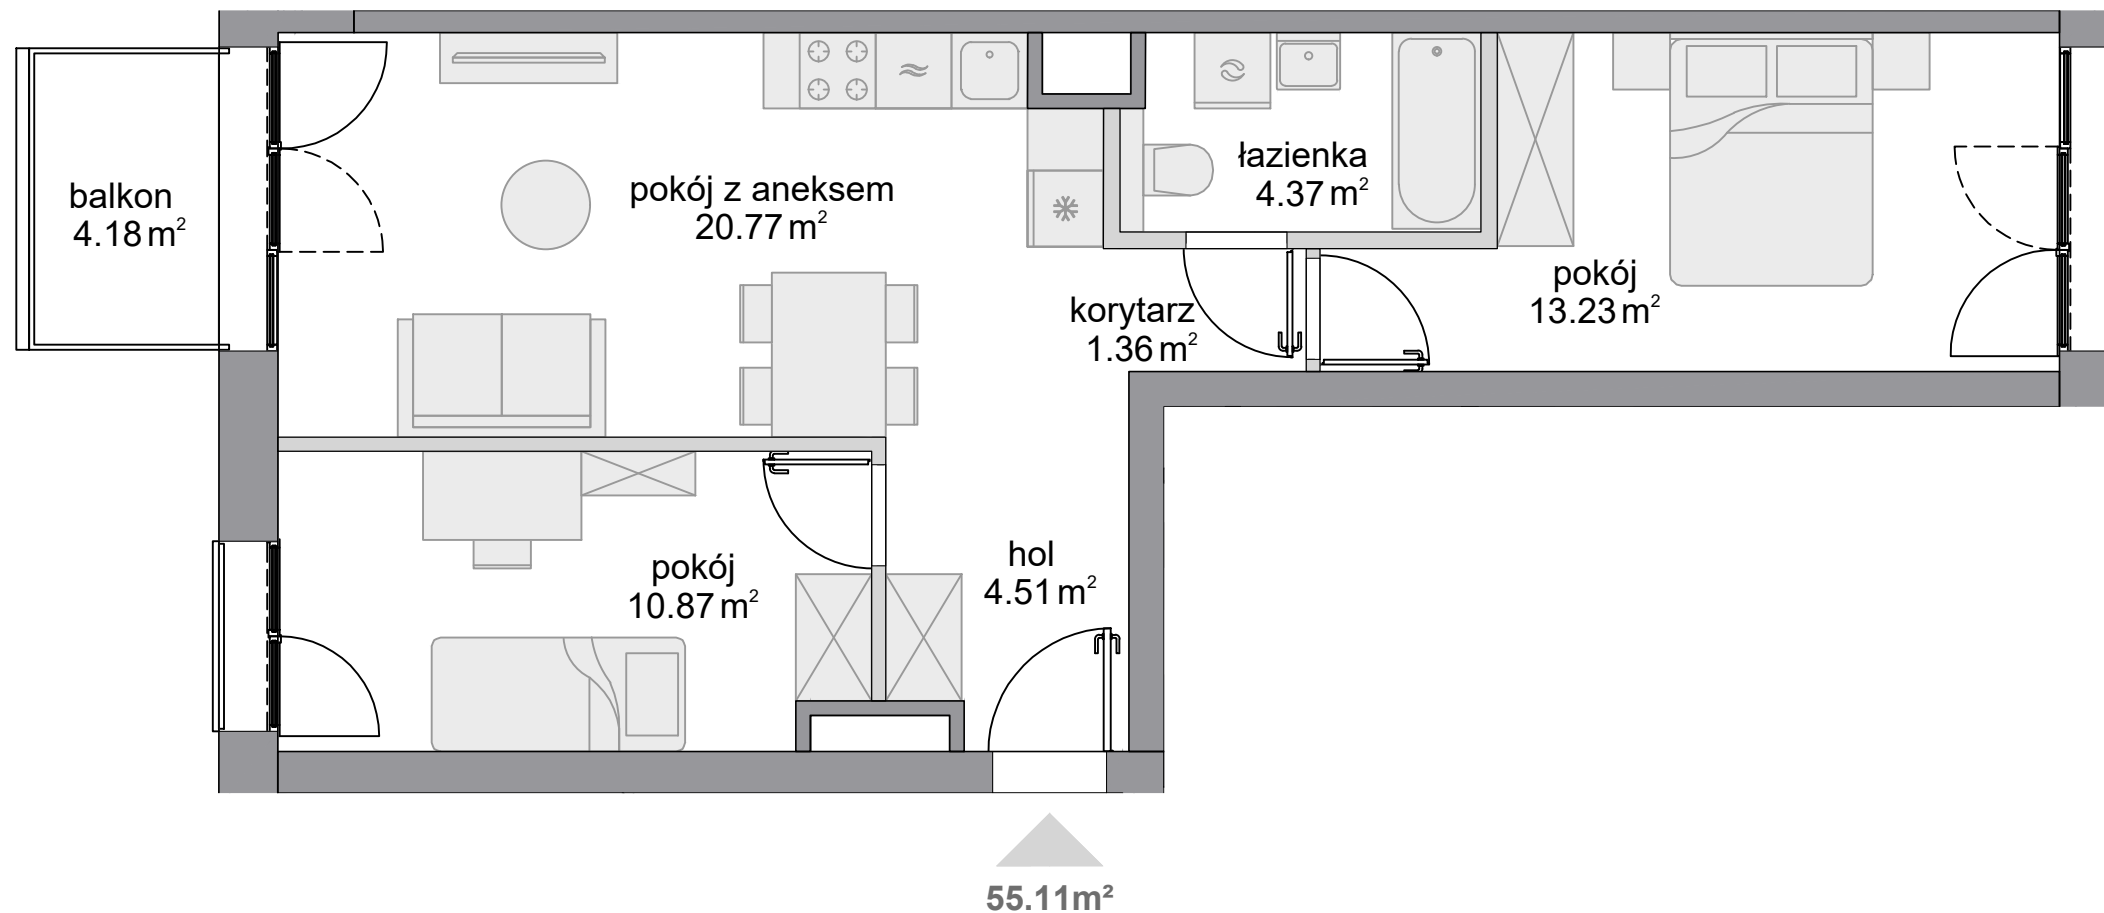 balkon
4.18 m²
pokój z aneksem
20.77 m²
łazienka
4.37 m²
pokój
13.23 m²
korytarz
1.36 m²
pokój
10.87 m²
hol
4.51 m²
55.11m²